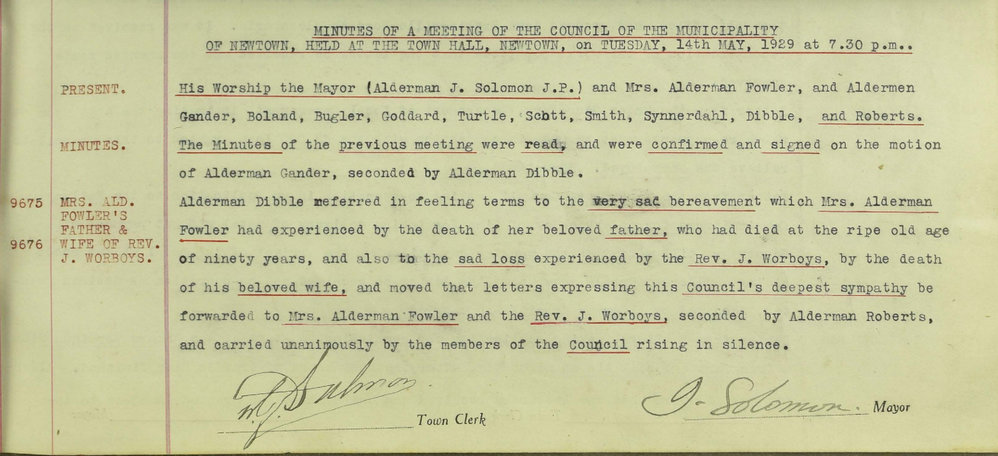 MINUTES OF A MEETING OF THE COUNCIL OF THE MUNICIPALITY
OF NEWTOWN, HELD AT THE TOWN HALL, NEWTOWN, on TUESDAY, 14th MAY, 1929 at 7.30 p.m..
PRESENT. His Worship the Mayor (Alderman J. Solomon J.P.) and Mrs. Alderman Fowler, and Aldermen
Gander, Boland, Bugler, Goddard, Turtle, Scott, Smith, Synnerdahl, Dibble, and Roberts.
MINUTES. The Minutes of the previous meeting were read, and were confirmed and signed on the motion
of Alderman Gander, seconded by Alderman Dibble.
9675 MRS. ALD.
FOWLER'S
FATHER &
9676 WIFE OF REV.
J. WORBOYS.
Alderman Dibble referred in feeling terms to the very sad bereavement which Mrs. Alderman
Fowler had experienced by the death of her beloved father, who had died at the ripe old age
of ninety years, and also to the sad loss experienced by the Rev. J. Worboys, by the death
of his beloved wife, and moved that letters expressing this Council's deepest sympathy be
forwarded to Mrs. Alderman Fowler and the Rev. J. Worboys, seconded by Alderman Roberts,
and carried unanimously by the members of the Council rising in silence.
Salmon. Town Clerk
J. Solomon. Mayor